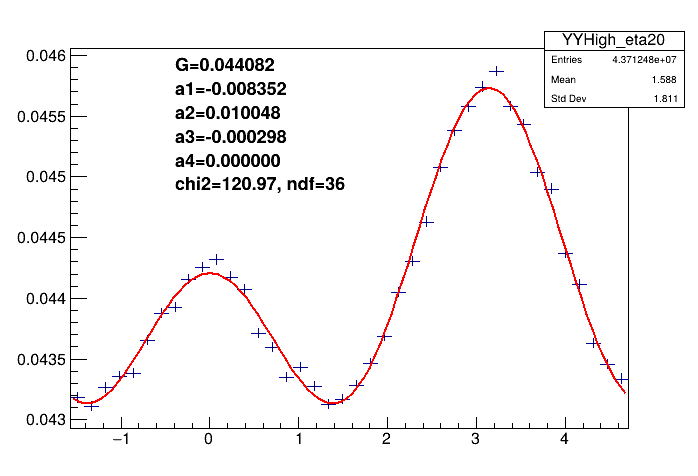 YYHigh_eta20
Entries 4.371248e+07
Mean 1.588
Std Dev 1.811
G=0.044082
a1=-0.008352
a2=0.010048
a3=-0.000298
a4=0.000000
chi2=120.97, ndf=36
0.046
0.0455
0.045
0.0445
0.044
0.0435
0.043
−1 0 1 2 3 4